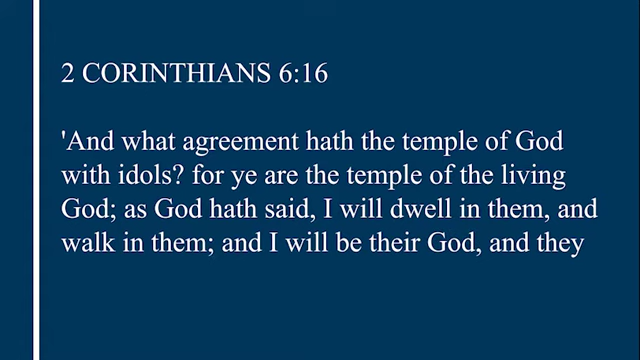 2 CORINTHIANS 6:16
'And what agreement hath the temple of God
with idols? for ye are the temple of the living
God; as God hath said, I will dwell in them, and
walk in them; and I will be their God, and they